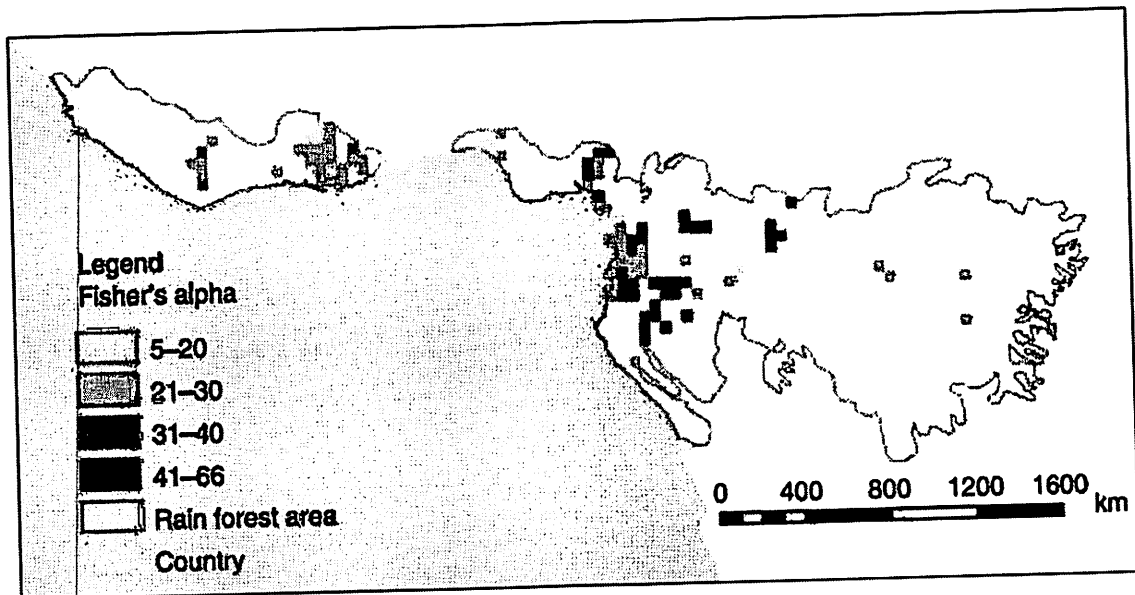 Legend
Fisher's alpha
5–20
21–30
31–40
41–66
Rain forest area
Country
0 400 800 1200 1600 km